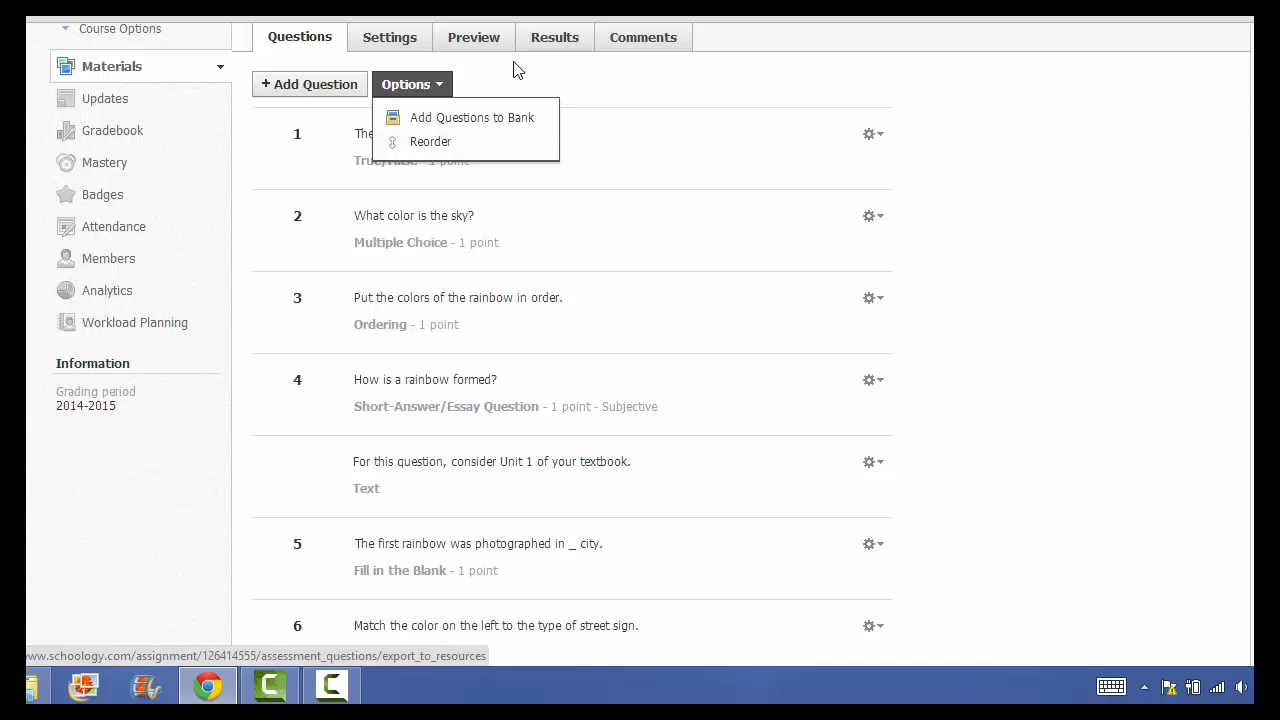 Course Options
Materials
Updates
Gradebook
Mastery
Badges
Attendance
Members
Analytics
Workload Planning
Information
Grading period
2014-2015
Questions
Settings
Preview
Results
Comments
+ Add Question
Options
Add Questions to Bank
Reorder
1
The
True/False - 1 point
2
What color is the sky?
Multiple Choice - 1 point
3
Put the colors of the rainbow in order.
Ordering - 1 point
4
How is a rainbow formed?
Short-Answer/Essay Question - 1 point - Subjective
For this question, consider Unit 1 of your textbook.
Text
5
The first rainbow was photographed in _ city.
Fill in the Blank - 1 point
6
Match the color on the left to the type of street sign.
www.schoology.com/assignment/126414555/assessment_questions/export_to_resources